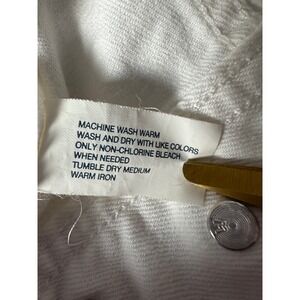 MACHINE WASH WARM
WASH AND DRY WITH LIKE COLORS
ONLY NON-CHLORINE BLEACH
WHEN NEEDED
TUMBLE DRY MEDIUM
WARM IRON